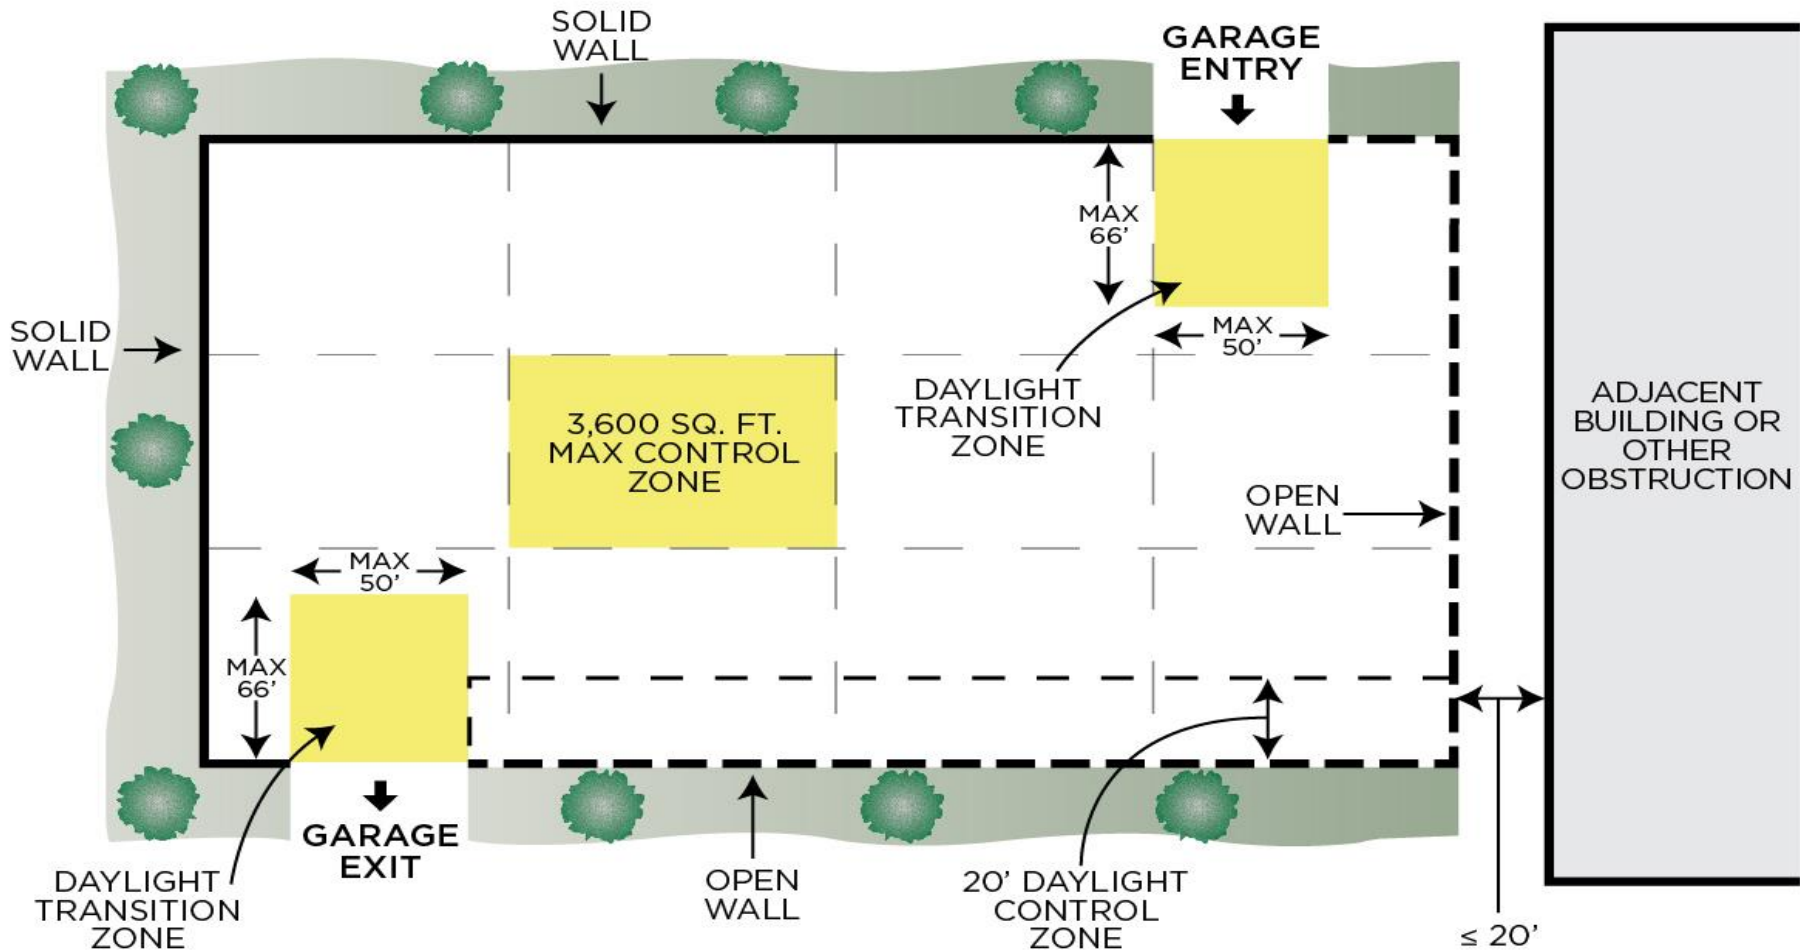 SOLID
WALL
GARAGE
ENTRY
MAX
66’
MAX
50’
SOLID
WALL
DAYLIGHT
TRANSITION
ZONE
3,600 SQ. FT.
MAX CONTROL
ZONE
ADJACENT
BUILDING OR
OTHER
OBSTRUCTION
OPEN
WALL
MAX
50’
MAX
66’
GARAGE
EXIT
DAYLIGHT
TRANSITION
ZONE
OPEN
WALL
20’ DAYLIGHT
CONTROL
ZONE
≤ 20’